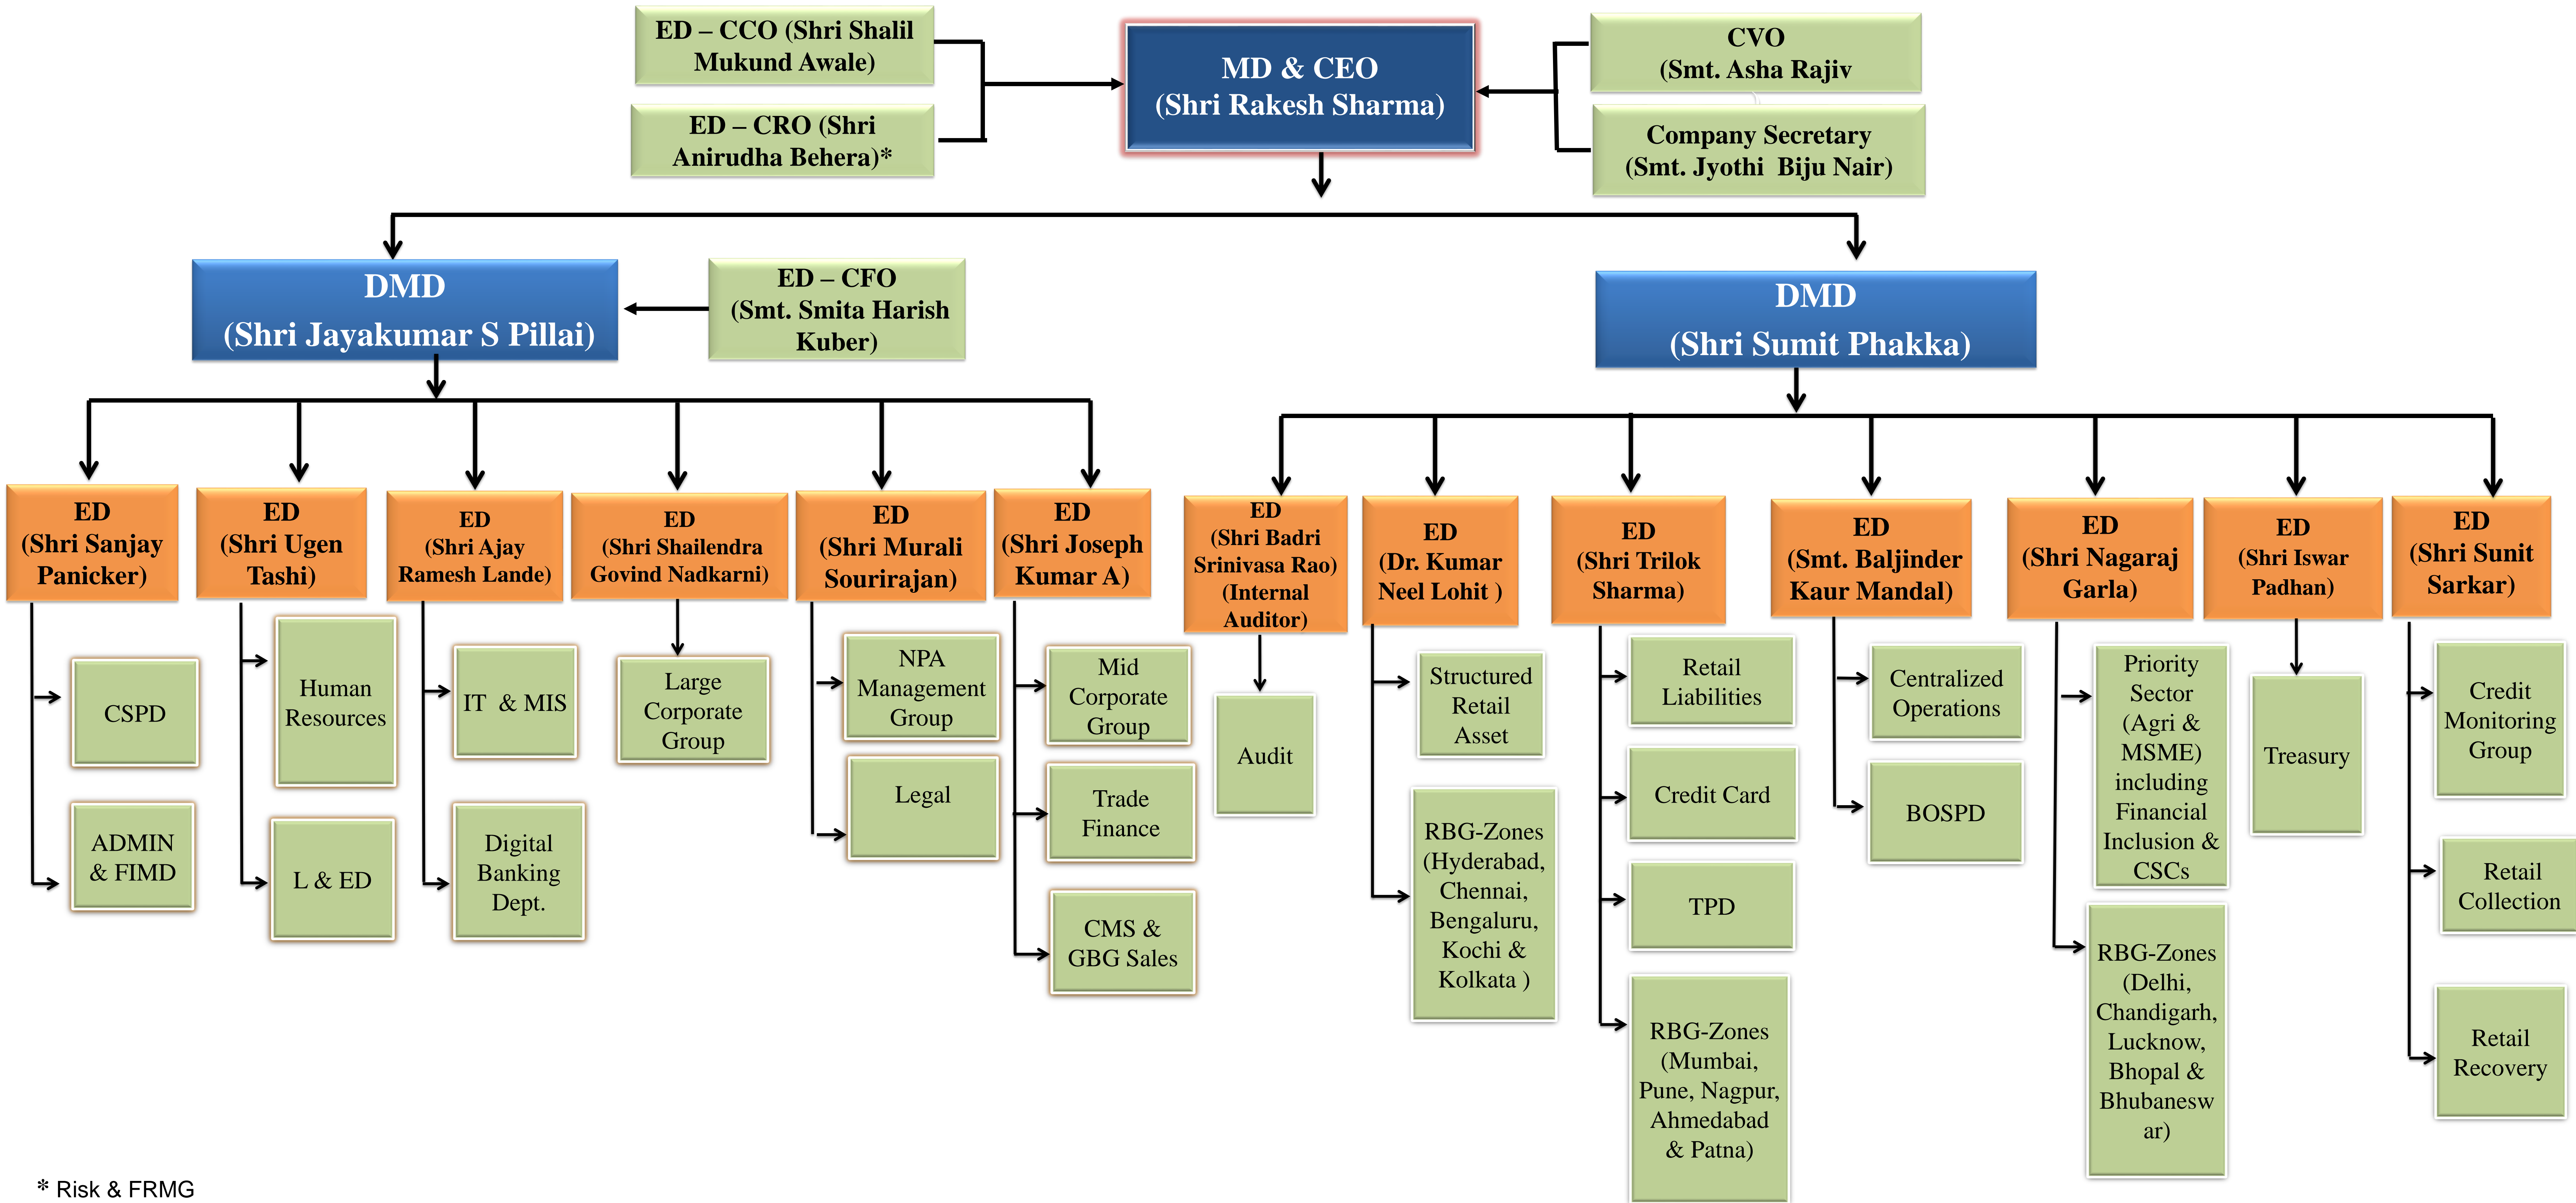 ED – CCO (Shri Shalil
Mukund Awale)
ED – CRO (Shri
Anirudha Behera)*
MD & CEO
(Shri Rakesh Sharma)
CVO
(Smt. Asha Rajiv
Company Secretary
(Smt. Jyothi Biju Nair)
DMD
(Shri Jayakumar S Pillai)
ED – CFO
(Smt. Smita Harish
Kuber)
DMD
(Shri Sumit Phakka)
ED
(Shri Sanjay
Panicker)
ED
(Shri Ugen
Tashi)
ED
(Shri Ajay
Ramesh Lande)
ED
(Shri Shailendra
Govind Nadkarni)
ED
(Shri Murali
Sourirajan)
ED
(Shri Joseph
Kumar A)
ED
(Shri Badri
Srinivasa Rao)
(Internal
Auditor)
ED
(Dr. Kumar
Neel Lohit )
ED
(Shri Trilok
Sharma)
ED
(Smt. Baljinder
Kaur Mandal)
ED
(Shri Nagaraj
Garla)
ED
(Shri Iswar
Padhan)
ED
(Shri Sunit
Sarkar)
CSPD
ADMIN
& FIMD
Human
Resources
L & ED
IT & MIS
Digital
Banking
Dept.
Large
Corporate
Group
NPA
Management
Group
Legal
Mid
Corporate
Group
Trade
Finance
CMS &
GBG Sales
Audit
Structured
Retail
Asset
RBG-Zones
(Hyderabad,
Chennai,
Bengaluru,
Kochi &
Kolkata )
Retail
Liabilities
Credit Card
TPD
RBG-Zones
(Mumbai,
Pune, Nagpur,
Ahmedabad
& Patna)
Centralized
Operations
BOSPD
Priority
Sector
(Agri &
MSME)
including
Financial
Inclusion &
CSCs
RBG-Zones
(Delhi,
Chandigarh,
Lucknow,
Bhopal &
Bhubanesw
ar)
Treasury
Credit
Monitoring
Group
Retail
Collection
Retail
Recovery
* Risk & FRMG